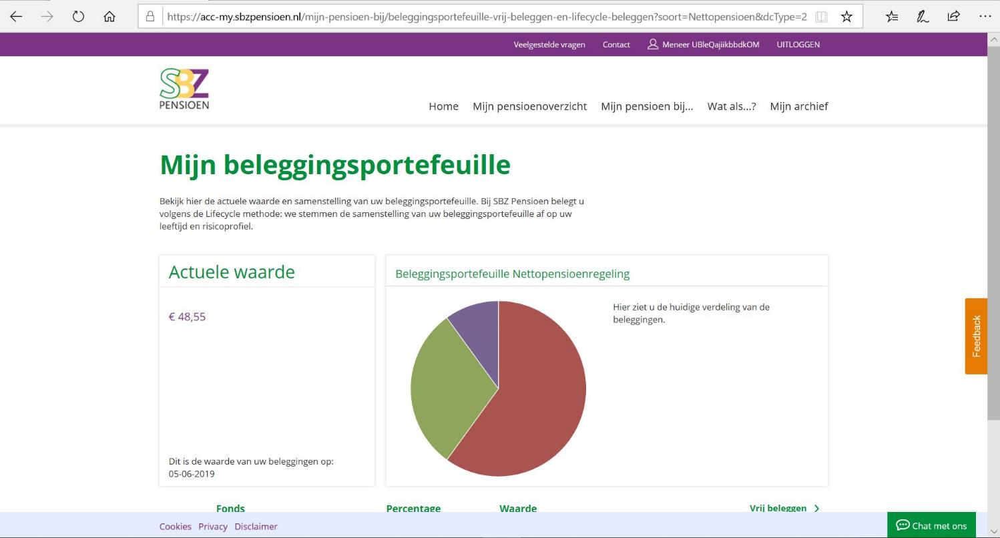 https://acc-my.sbzpensioen.nl/mijn-pensioen-bij/beleggingsportefeuille-vrij-beleggen-en-lifecycle-beleggen?soort=Nettopensioen&dcType=2
Veelgestelde vragen Contact Meneer UBleQajiikbbdkOM UITLOGGEN
SBZ
PENSIOEN
Home Mijn pensioenoverzicht Mijn pensioen bij... Wat als...? Mijn archief
Mijn beleggingsportefeuille
Bekijk hier de actuele waarde en samenstelling van uw beleggingsportefeuille. Bij SBZ Pensioen belegt u
volgens de Lifecycle methode: we stemmen de samenstelling van uw beleggingsportefeuille af op uw
leeftijd en risicoprofiel.
Actuele waarde
€ 48,55
Dit is de waarde van uw beleggingen op:
05-06-2019
Beleggingsportefeuille Nettopensioenregeling
Hier ziet u de huidige verdeling van de
beleggingen.
Feedback
Fonds Percentage Waarde Vrij beleggen
Cookies Privacy Disclaimer
Chat met ons